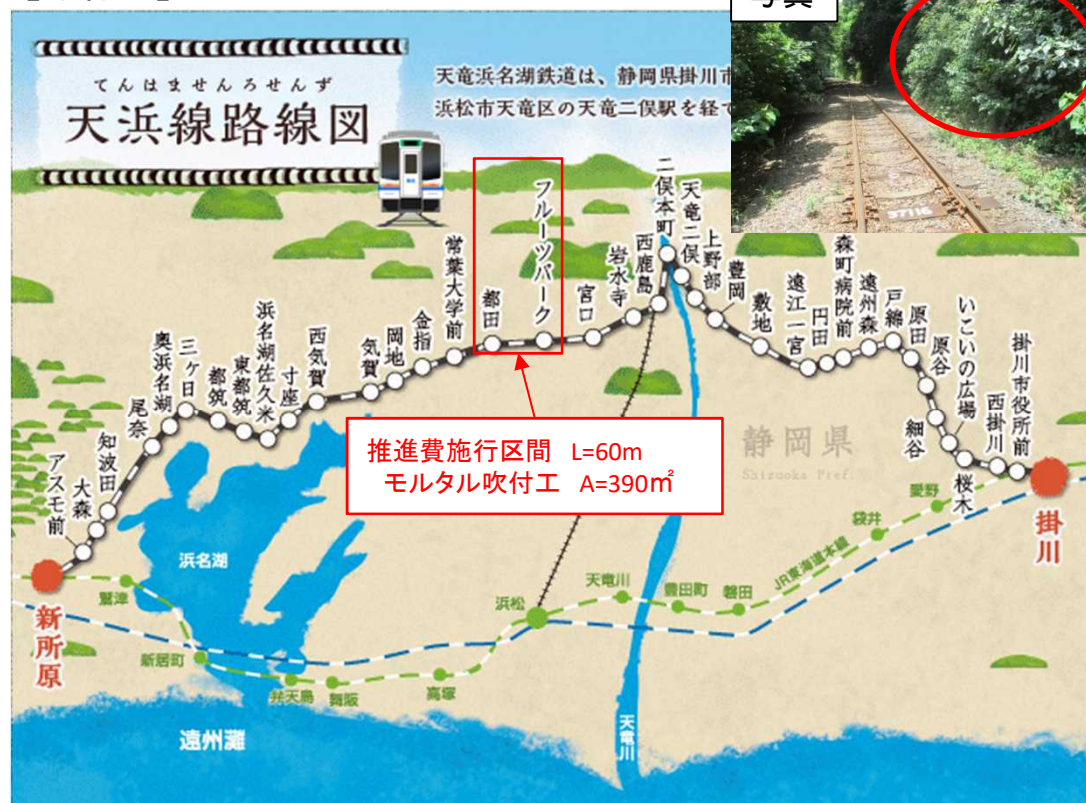 写真
てんはませんろせんず
天浜線路線図
天竜浜名湖鉄道は、静岡県掛川市
浜松市天竜区の天竜二俣駅を経て
37116
新所原
アスモ前
大森
知波田
尾奈
奥浜名湖
三ヶ日
都筑
東都筑
浜名湖佐久米
寸座
西気賀
気賀
岡地
金指
常葉大学前
都田
フルーツパーク
宮口
岩水寺
西鹿島
二俣本町
天竜二俣
上野部
豊岡
敷地
遠江一宮
円田
森町病院前
遠州森
戸綿
原田
原谷
細谷
いこいの広場
桜木
西掛川
掛川市役所前
掛川
推進費施行区間 L=60m
モルタル吹付工 A=390㎡
静岡県
Shizuoka Pref.
浜名湖
鷲津
新居町
弁天島
舞阪
高塚
浜松
天竜川
豊田町
磐田
JR東海道本線
袋井
愛野
天竜川
遠州灘